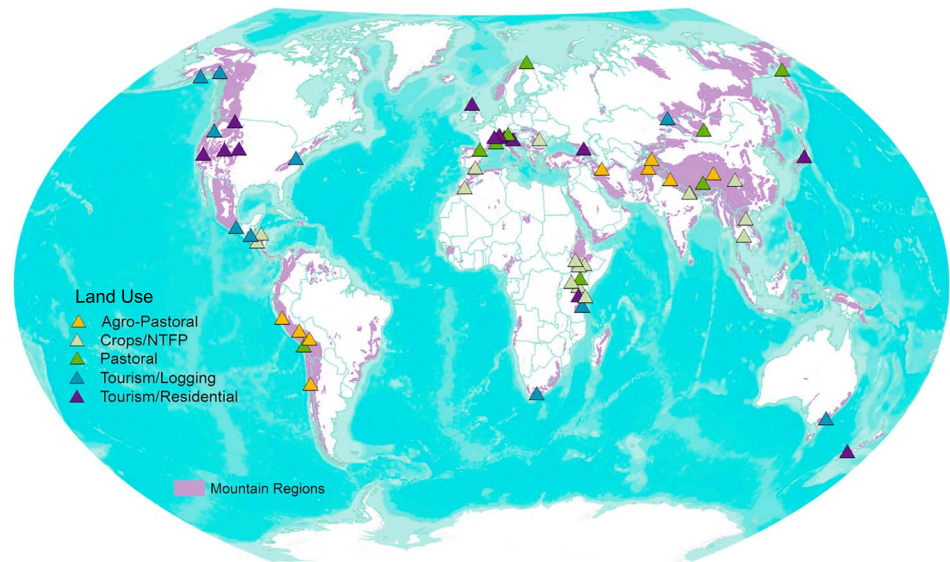 Land Use
Agro-Pastoral
Crops/NTFP
Pastoral
Tourism/Logging
Tourism/Residential
Mountain Regions